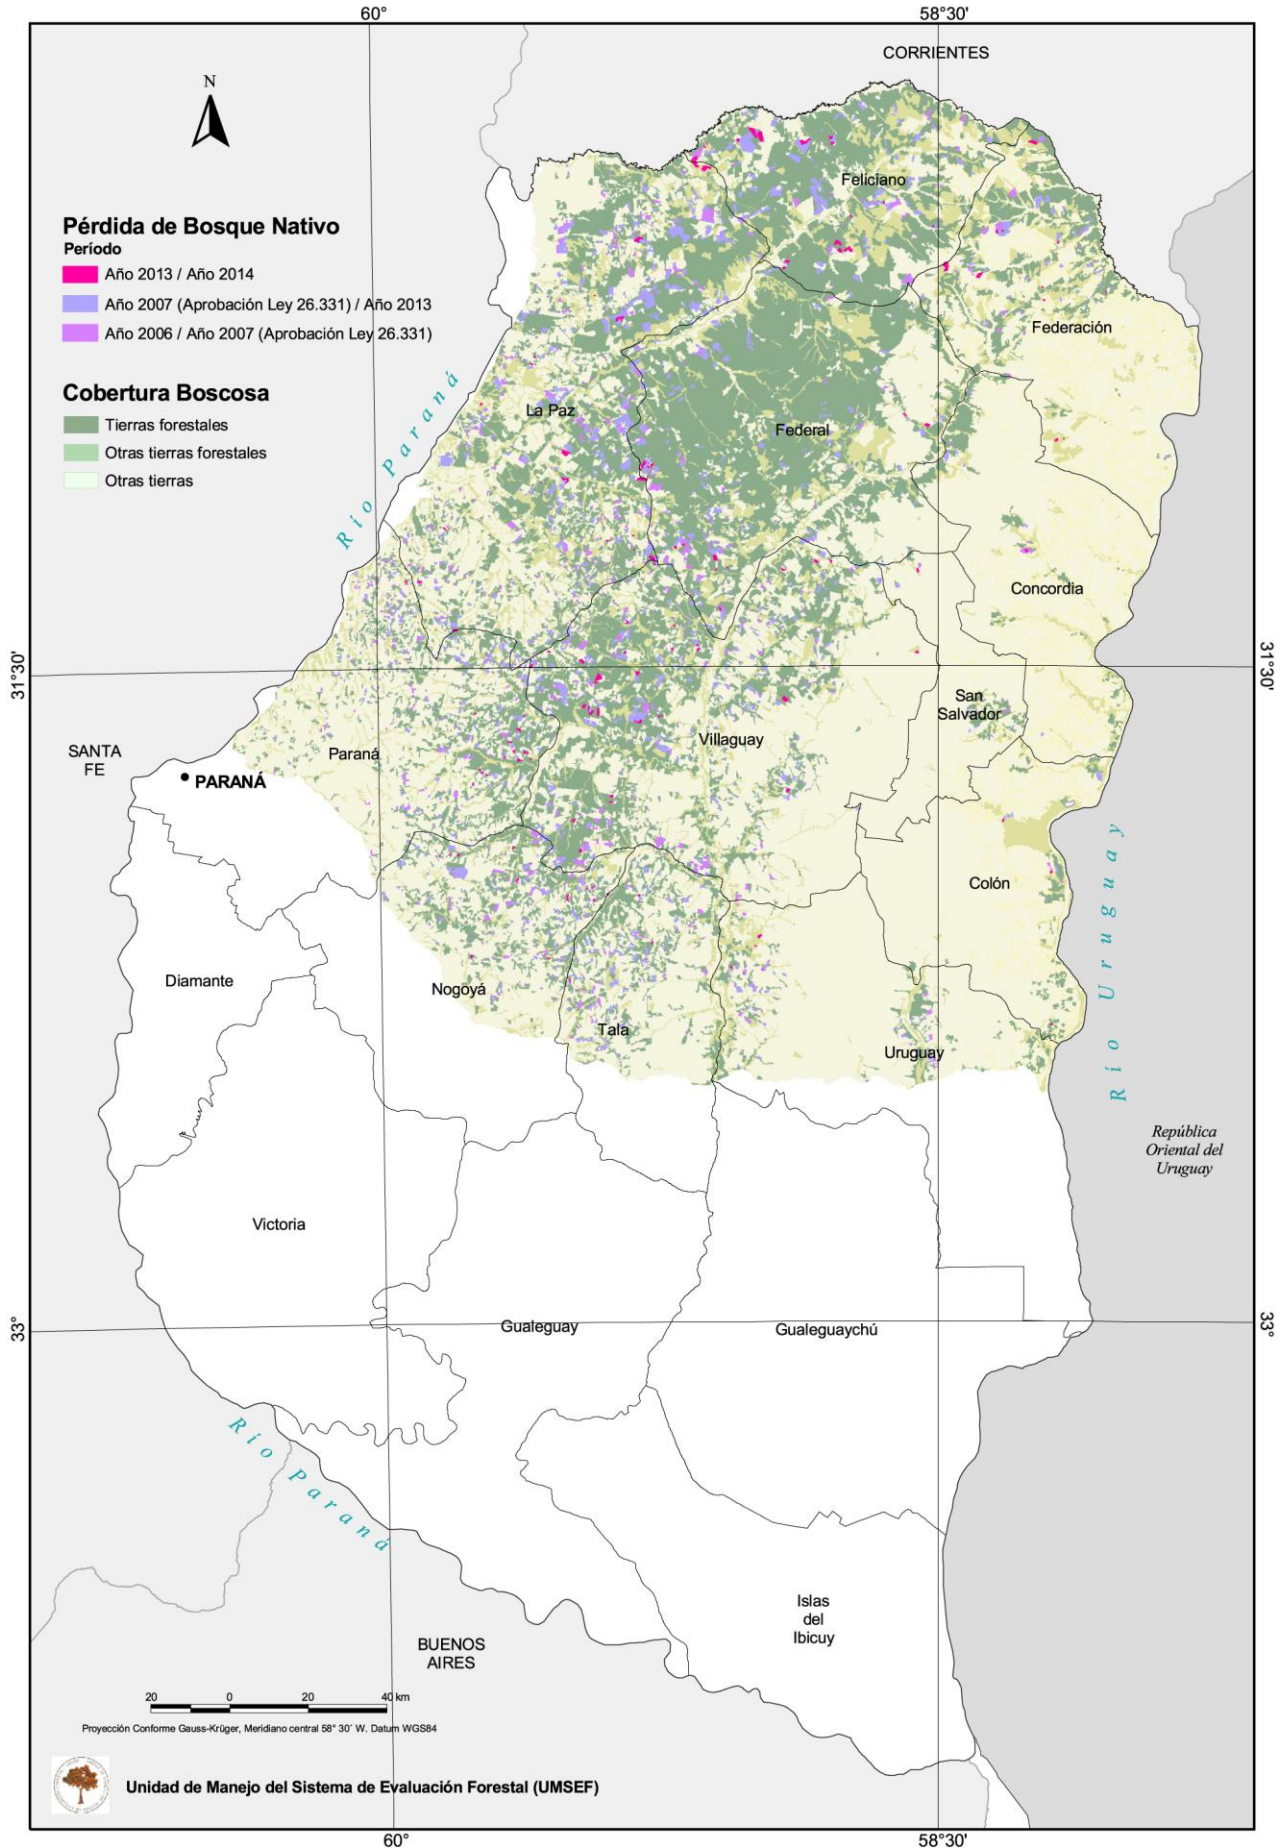 60°
58°30'
CORRIENTES
N
Pérdida de Bosque Nativo
Período
Año 2013 / Año 2014
Año 2007 (Aprobación Ley 26.331) / Año 2013
Año 2006 / Año 2007 (Aprobación Ley 26.331)
Cobertura Boscosa
Tierras forestales
Otras tierras forestales
Otras tierras
Feliciano
Federación
La Paz
Federal
Río Paraná
Concordia
31°30'
31°30'
San
Salvador
SANTA
FE
Paraná
Villaguay
PARANÁ
Río Uruguay
Colón
Diamante
Nogoyá
Tala
Uruguay
República
Oriental del
Uruguay
Victoria
33°
Gualeguay
Gualeguaychú
33°
Río Paraná
Islas
del
Ibicuy
BUENOS
AIRES
20 0 20 40 km
Proyección Conforme Gauss-Krüger, Meridiano central 58° 30´ W. Datum WGS84
Unidad de Manejo del Sistema de Evaluación Forestal (UMSEF)
60°
58°30'